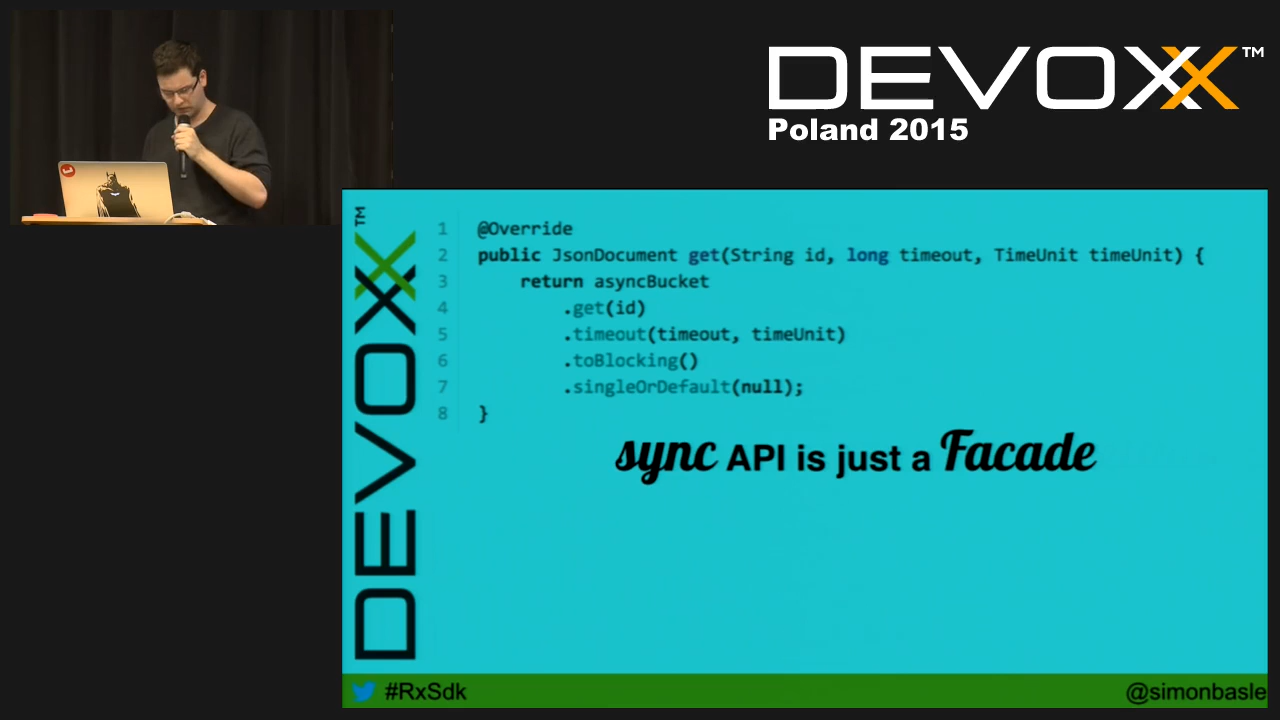 DEVOXX™
Poland 2015
DEVOXX™
1 @Override
2 public JsonDocument get(String id, long timeout, TimeUnit timeUnit) {
3 return asyncBucket
4 .get(id)
5 .timeout(timeout, timeUnit)
6 .toBlocking()
7 .singleOrDefault(null);
8 }
sync API is just a Facade
#RxSdk
@simonbasle